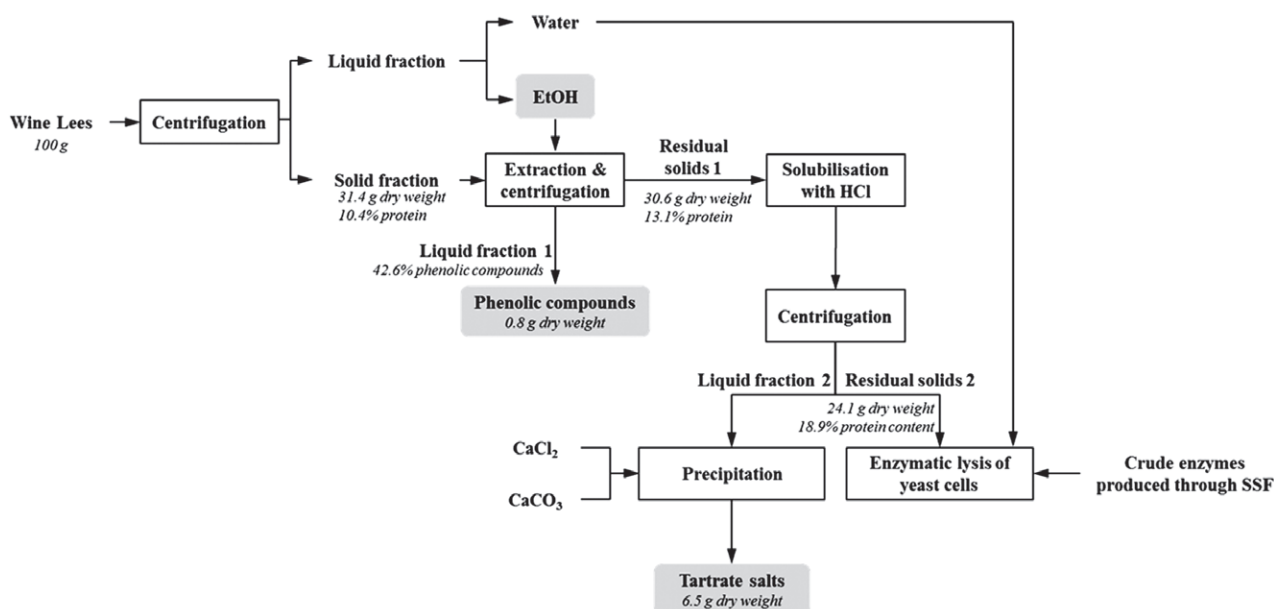 Water
Liquid fraction
EtOH
Wine Lees
100 g
Centrifugation
Solid fraction
31.4 g dry weight
10.4% protein
Extraction &
centrifugation
Residual
solids 1
30.6 g dry weight
13.1% protein
Solubilisation
with HCl
Liquid fraction 1
42.6% phenolic compounds
Phenolic compounds
0.8 g dry weight
Centrifugation
Liquid fraction 2
Residual solids 2
24.1 g dry weight
18.9% protein content
CaCl₂
CaCO₃
Precipitation
Enzymatic lysis of
yeast cells
Crude enzymes
produced through SSF
Tartrate salts
6.5 g dry weight